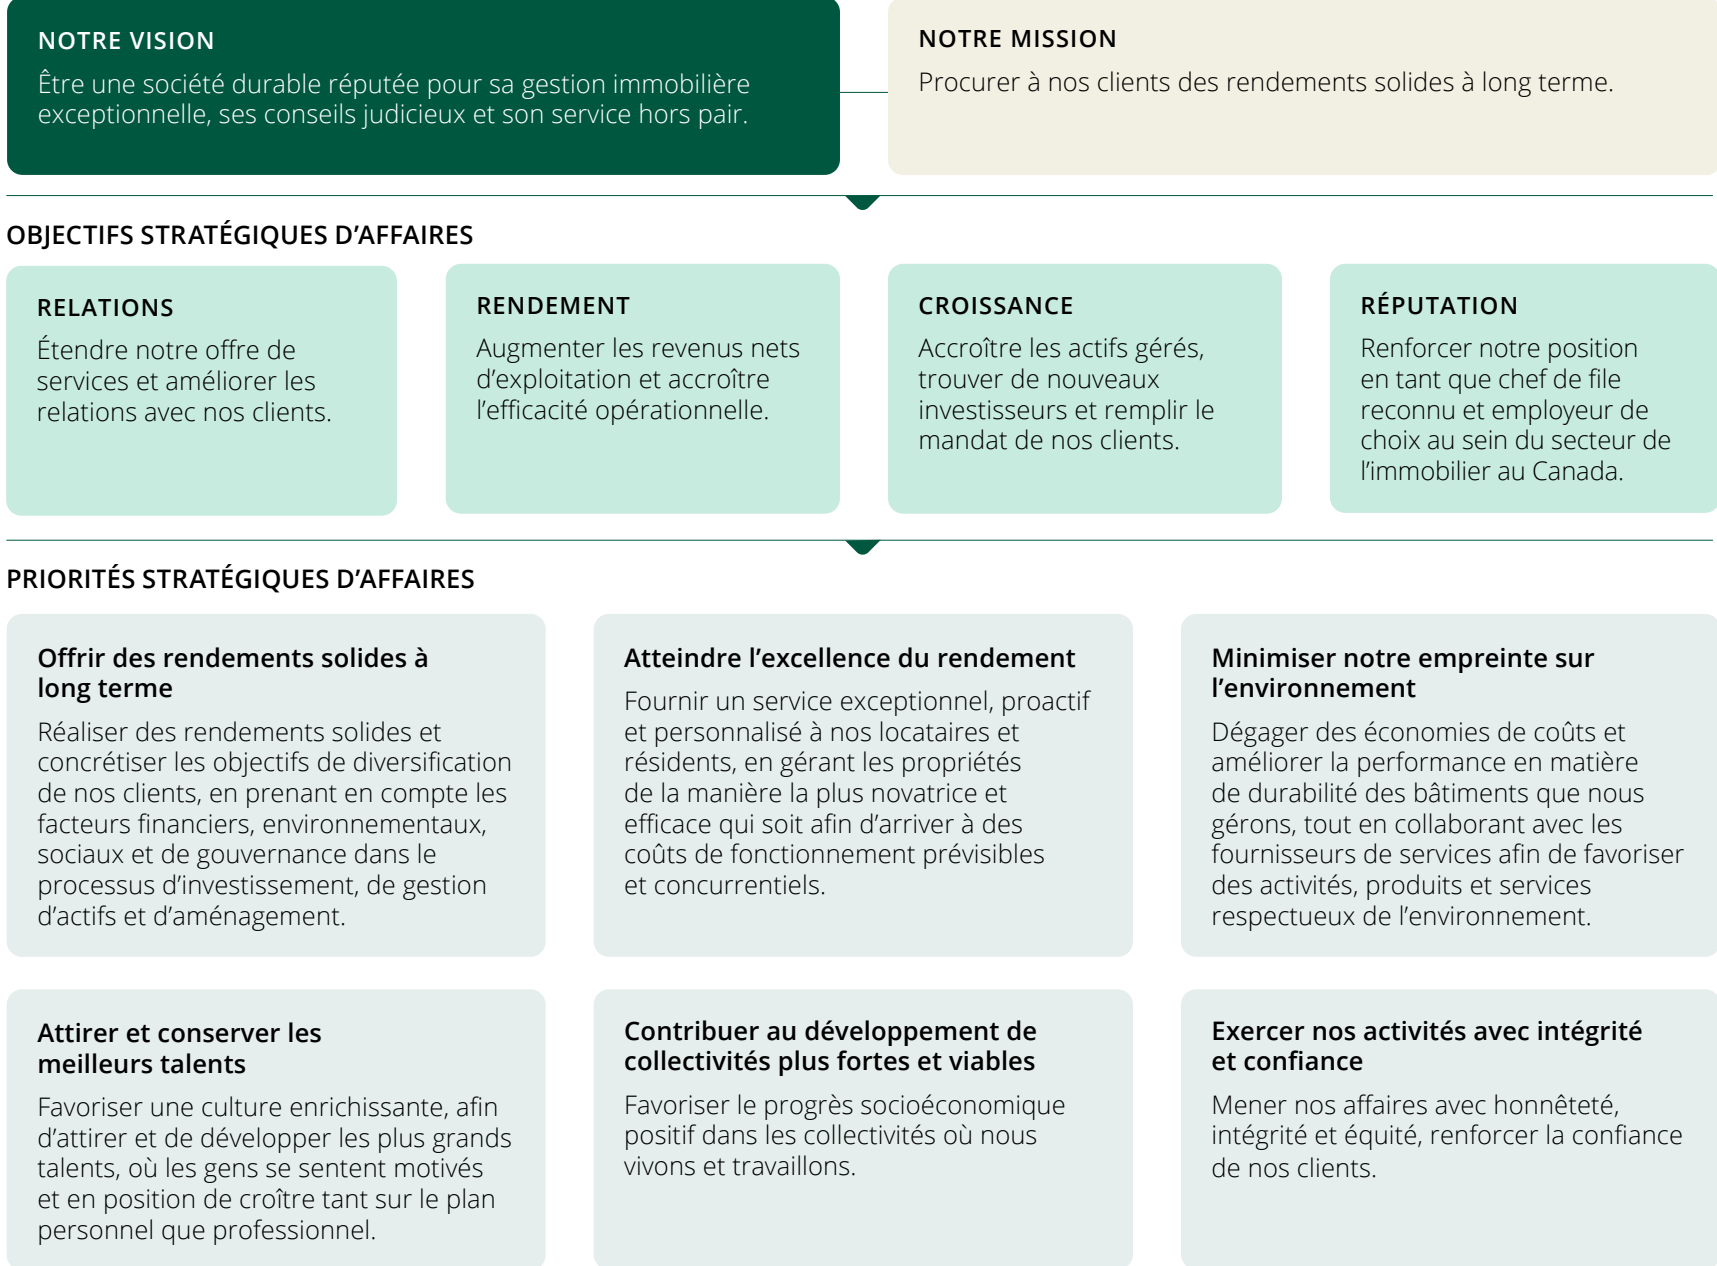 NOTRE VISION
Être une société durable réputée pour sa gestion immobilière
exceptionnelle, ses conseils judicieux et son service hors pair.
NOTRE MISSION
Procurer à nos clients des rendements solides à long terme.
OBJECTIFS STRATÉGIQUES D’AFFAIRES
RELATIONS
Étendre notre offre de
services et améliorer les
relations avec nos clients.
RENDEMENT
Augmenter les revenus nets
d’exploitation et accroître
l’efficacité opérationnelle.
CROISSANCE
Accroître les actifs gérés,
trouver de nouveaux
investisseurs et remplir le
mandat de nos clients.
RÉPUTATION
Renforcer notre position
en tant que chef de file
reconnu et employeur de
choix au sein du secteur de
l’immobilier au Canada.
PRIORITÉS STRATÉGIQUES D’AFFAIRES
Offrir des rendements solides à
long terme
Réaliser des rendements solides et
concrétiser les objectifs de diversification
de nos clients, en prenant en compte les
facteurs financiers, environnementaux,
sociaux et de gouvernance dans le
processus d’investissement, de gestion
d’actifs et d’aménagement.
Atteindre l’excellence du rendement
Fournir un service exceptionnel, proactif
et personnalisé à nos locataires et
résidents, en gérant les propriétés
de la manière la plus novatrice et
efficace qui soit afin d’arriver à des
coûts de fonctionnement prévisibles
et concurrentiels.
Minimiser notre empreinte sur
l’environnement
Dégager des économies de coûts et
améliorer la performance en matière
de durabilité des bâtiments que nous
gérons, tout en collaborant avec les
fournisseurs de services afin de favoriser
des activités, produits et services
respectueux de l’environnement.
Attirer et conserver les
meilleurs talents
Favoriser une culture enrichissante, afin
d’attirer et de développer les plus grands
talents, où les gens se sentent motivés
et en position de croître tant sur le plan
personnel que professionnel.
Contribuer au développement de
collectivités plus fortes et viables
Favoriser le progrès socioéconomique
positif dans les collectivités où nous
vivons et travaillons.
Exercer nos activités avec intégrité
et confiance
Mener nos affaires avec honnêteté,
intégrité et équité, renforcer la confiance
de nos clients.